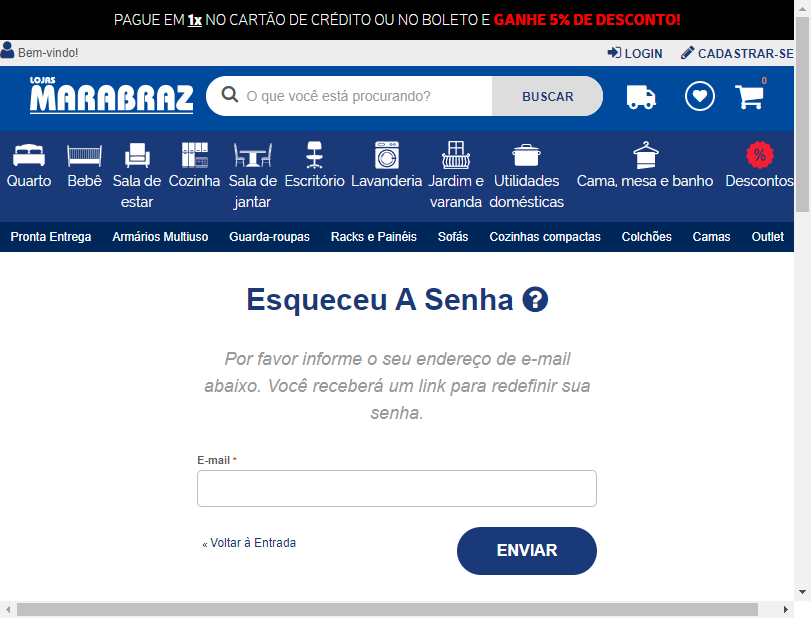 PAGUE EM 1x NO CARTÃO DE CRÉDITO OU NO BOLETO E GANHE 5% DE DESCONTO!
Bem-vindo! LOGIN CADASTRAR-SE
LOJAS
MARABRAZ
O que você está procurando? BUSCAR
0
%
Quarto Bebê Sala de estar Cozinha Sala de jantar Escritório Lavanderia Jardim e varanda Utilidades domésticas Cama, mesa e banho Descontos
Pronta Entrega Armários Multiuso Guarda-roupas Racks e Painéis Sofás Cozinhas compactas Colchões Camas Outlet
Esqueceu A Senha ?
Por favor informe o seu endereço de e-mail
abaixo. Você receberá um link para redefinir sua
senha.
E-mail *
« Voltar à Entrada ENVIAR